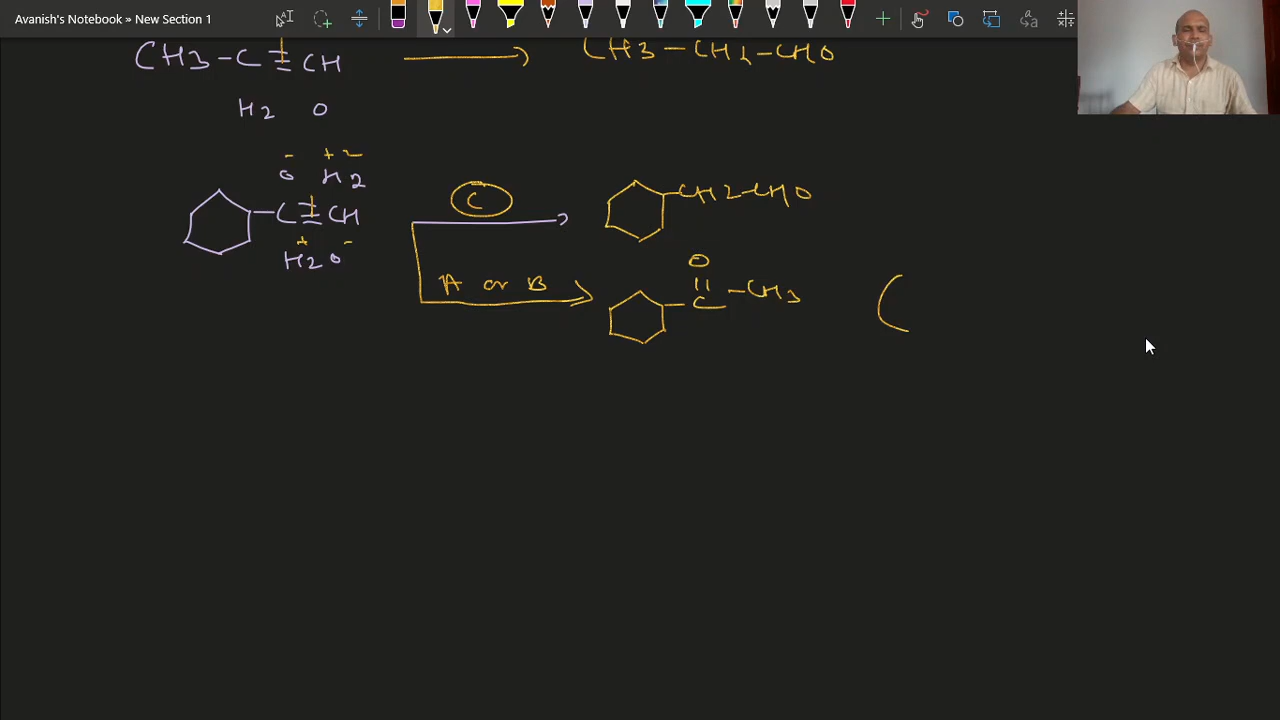 Avanish's Notebook » New Section 1
CH3 – C ≡ CH → CH3 – CH2 – CHO
H2 O
- + -
O H2
C ≡ CH C CH2 – CHO
+ -
H2O
A or B O
C – CH3 (